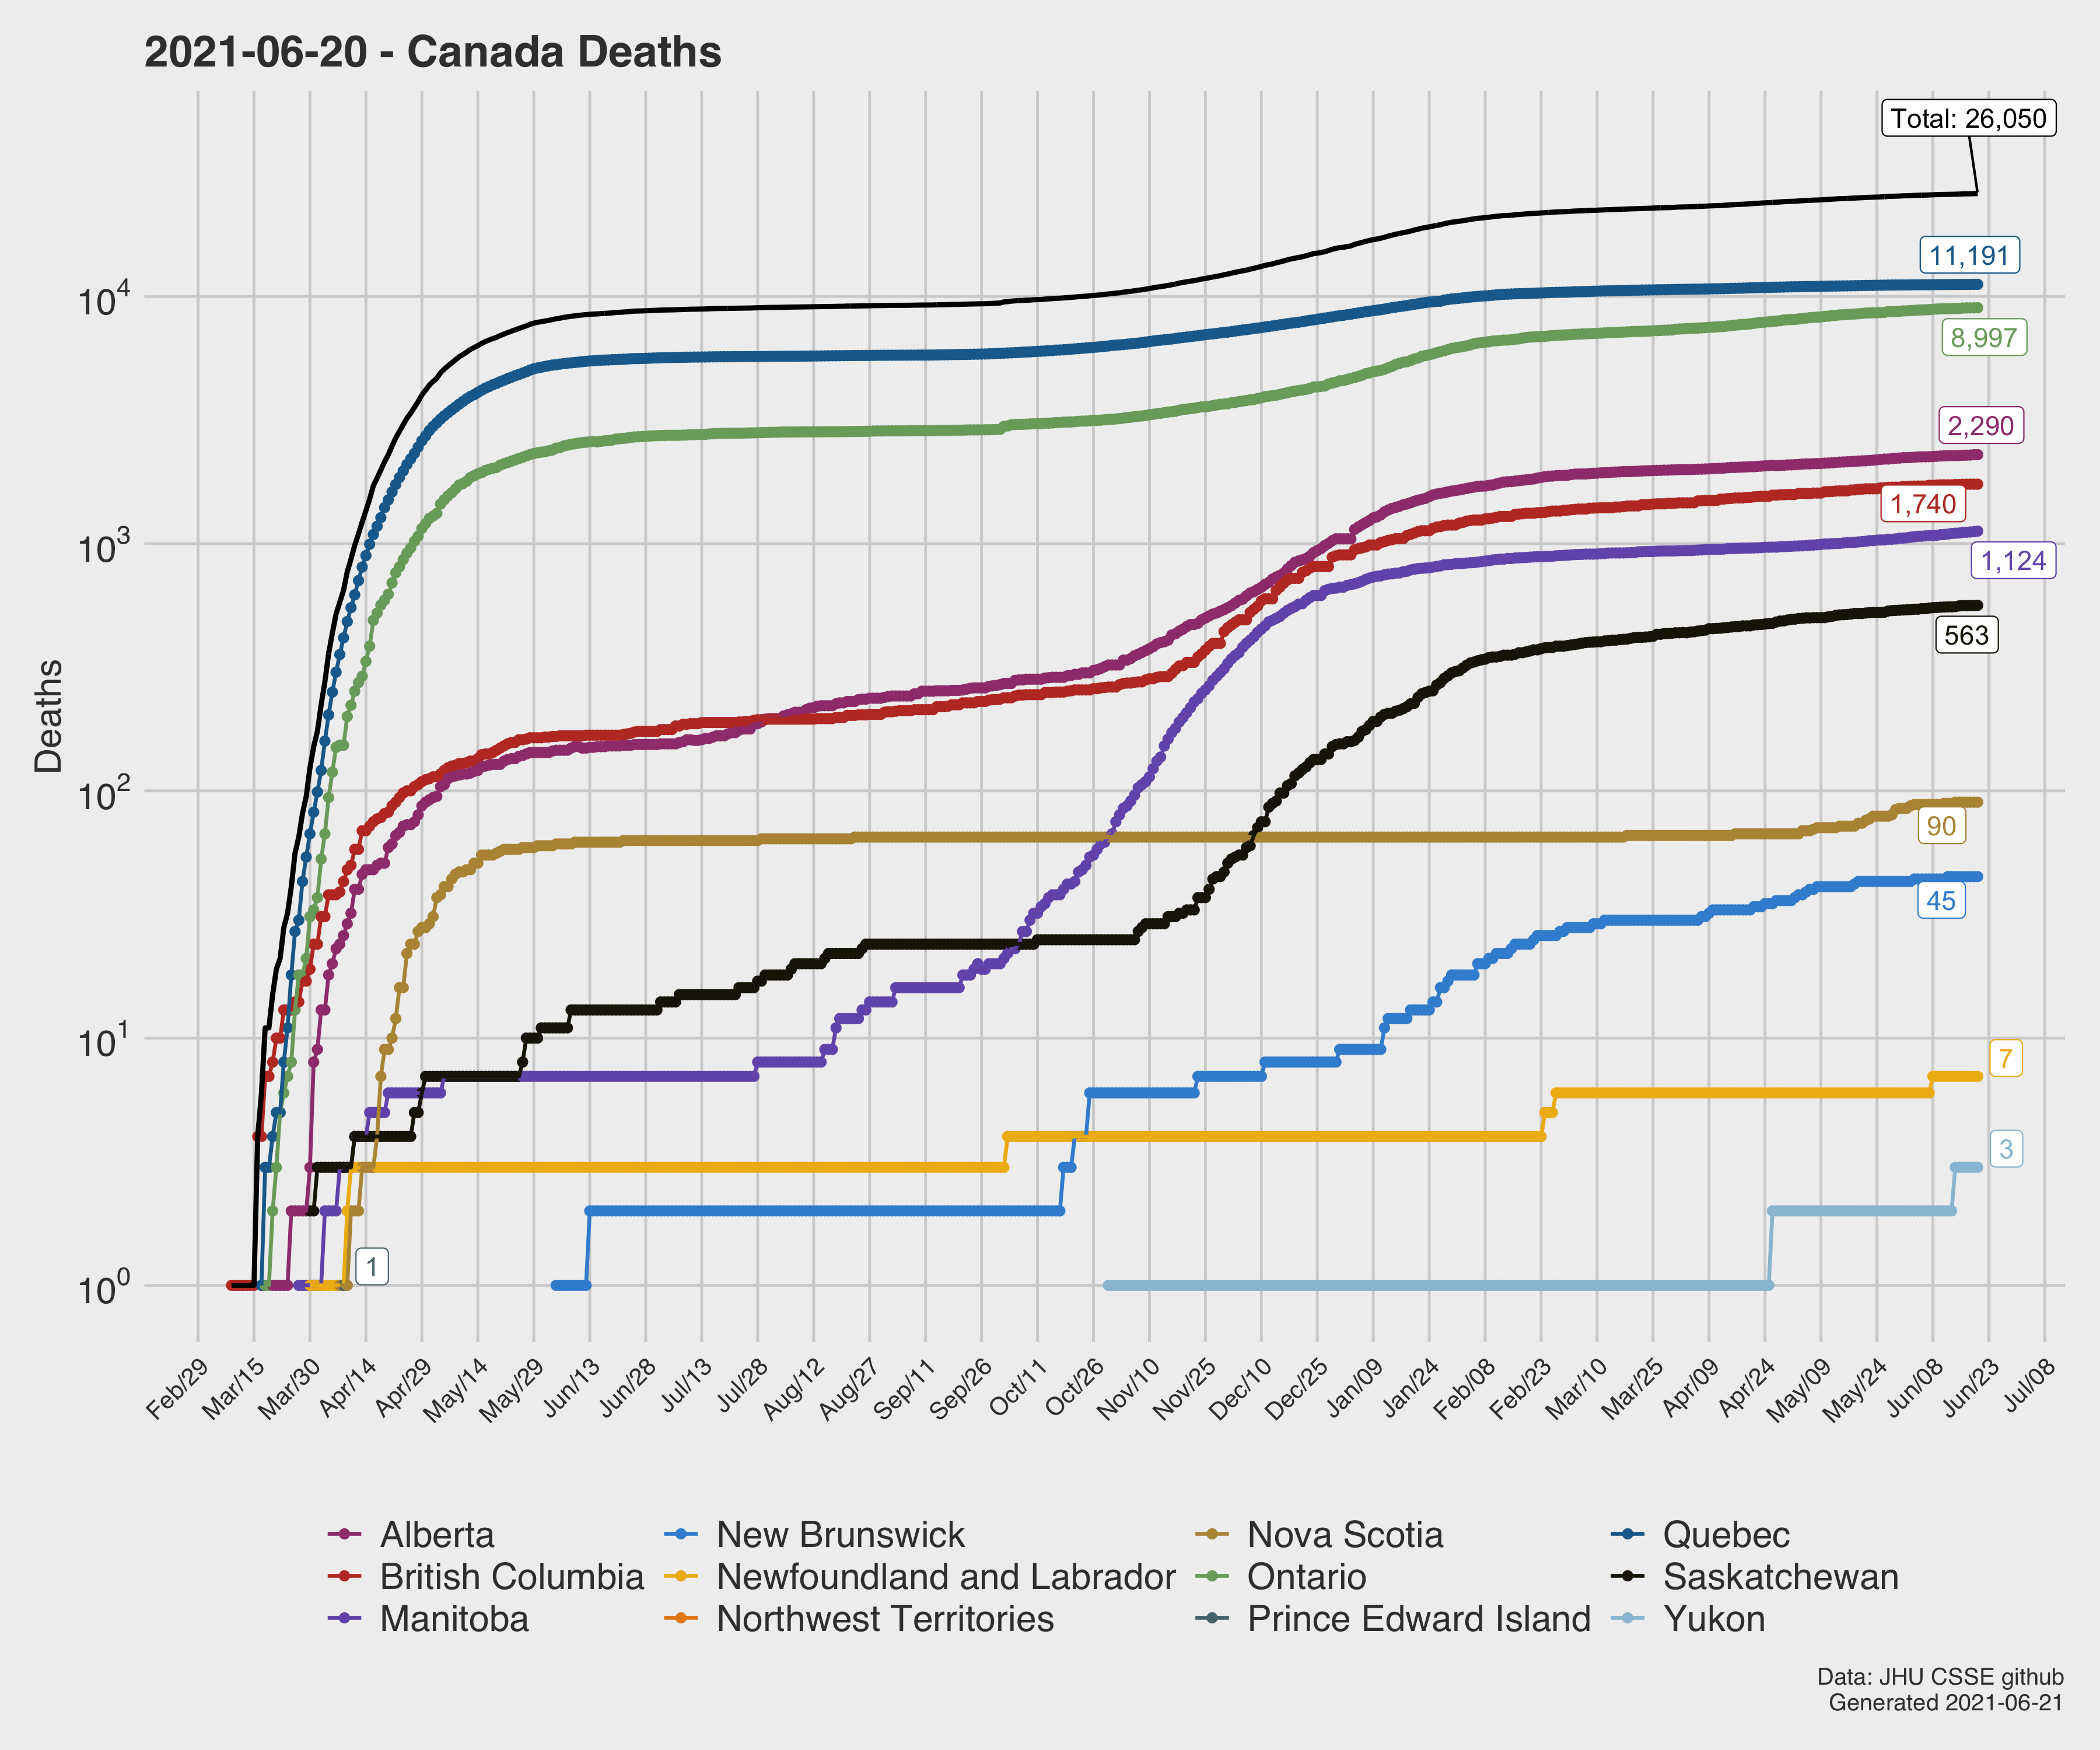 2021-06-20 - Canada Deaths
Total: 26,050
11,191
8,997
2,290
1,740
1,124
563
90
45
7
3
1
Deaths
10^4
10^3
10^2
10^1
10^0
Feb/29 Mar/15 Mar/30 Apr/14 Apr/29 May/14 May/29 Jun/13 Jun/28 Jul/13 Jul/28 Aug/12 Aug/27 Sep/11 Sep/26 Oct/11 Oct/26 Nov/10 Nov/25 Dec/10 Dec/25 Jan/09 Jan/24 Feb/08 Feb/23 Mar/10 Mar/25 Apr/09 Apr/24 May/09 May/24 Jun/08 Jun/23 Jul/08
Alberta New Brunswick Nova Scotia Quebec
British Columbia Newfoundland and Labrador Ontario Saskatchewan
Manitoba Northwest Territories Prince Edward Island Yukon
Data: JHU CSSE github
Generated 2021-06-21